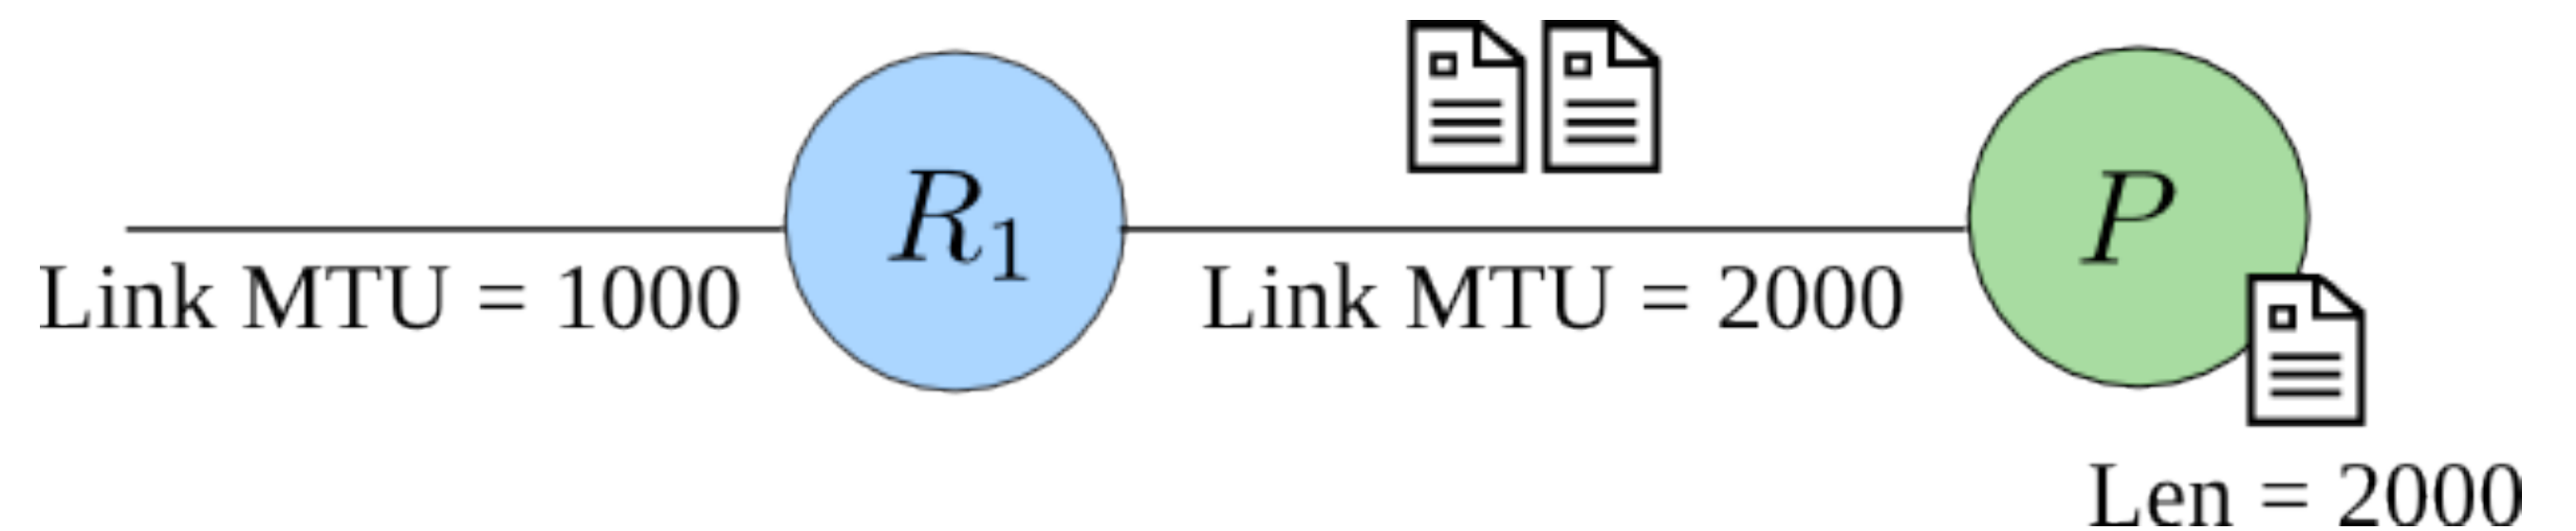 R₁
P
Link MTU = 1000
Link MTU = 2000
Len = 2000